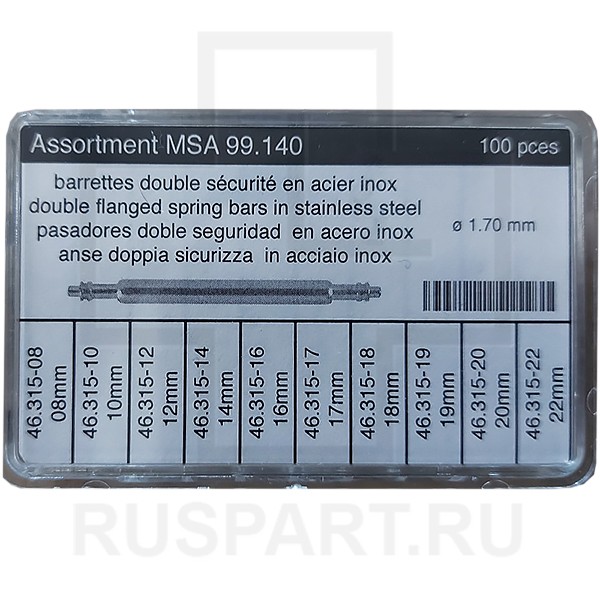 Assortment MSA 99.140 100 pces
barrettes double sécurité en acier inox
double flanged spring bars in stainless steel
pasadores doble seguridad en acero inox
anse doppia sicurizza in acciaio inox
ø 1.70 mm
46.315-08
08mm
46.315-10
10mm
46.315-12
12mm
46.315-14
14mm
46.315-16
16mm
46.315-17
17mm
46.315-18
18mm
46.315-19
19mm
46.315-20
20mm
46.315-22
22mm
RUSPART.RU